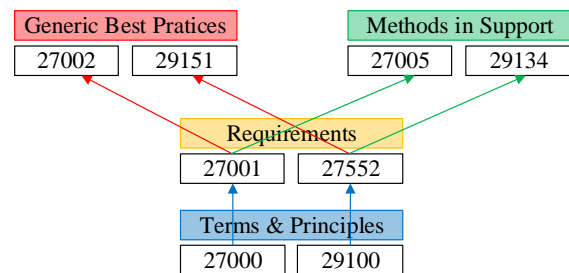 Generic Best Pratices
Methods in Support
27002
29151
27005
29134
Requirements
27001
27552
Terms & Principles
27000
29100